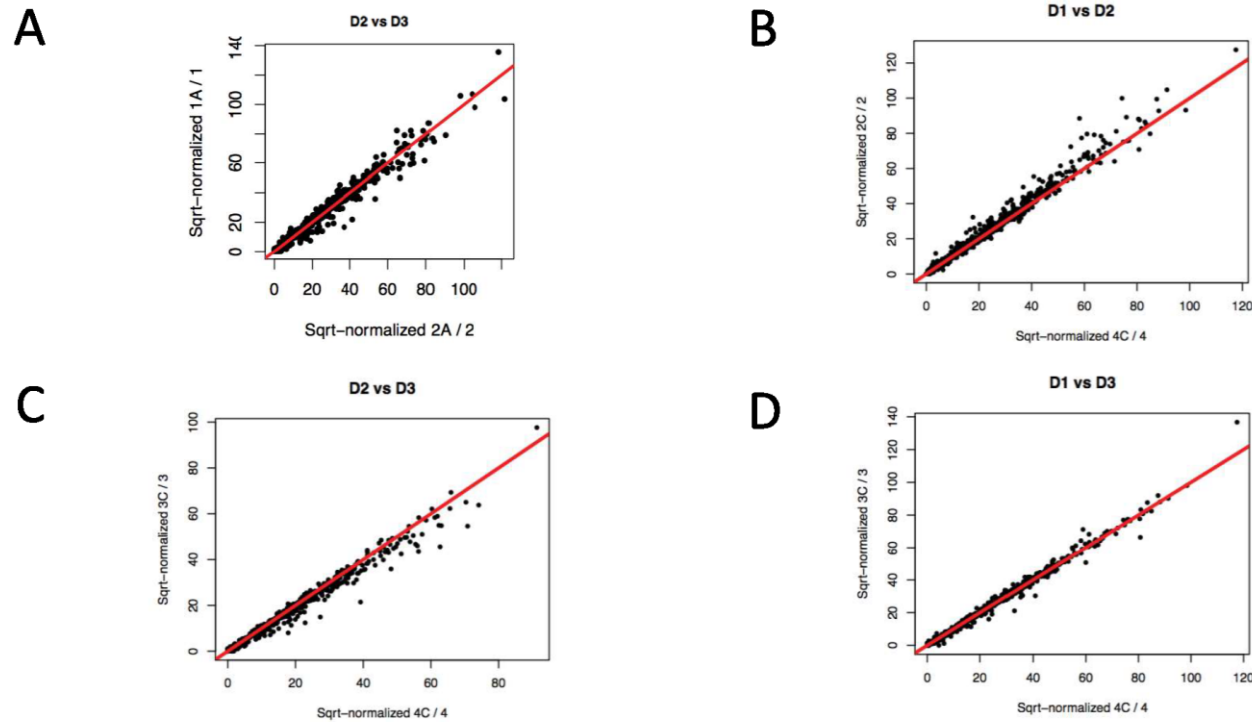 A
D2 vs D3
Sqrt-normalized 1A / 1
0 20 60 100 140
0 20 40 60 80 100
Sqrt-normalized 2A / 2
B
D1 vs D2
Sqrt-normalized 2C / 2
0 20 40 60 80 100 120
0 20 40 60 80 100 120
Sqrt-normalized 4C / 4
C
D2 vs D3
Sqrt-normalized 3C / 3
0 20 40 60 80 100
0 20 40 60 80
Sqrt-normalized 4C / 4
D
D1 vs D3
Sqrt-normalized 3C / 3
0 20 40 60 80 100 120 140
0 20 40 60 80 100 120
Sqrt-normalized 4C / 4